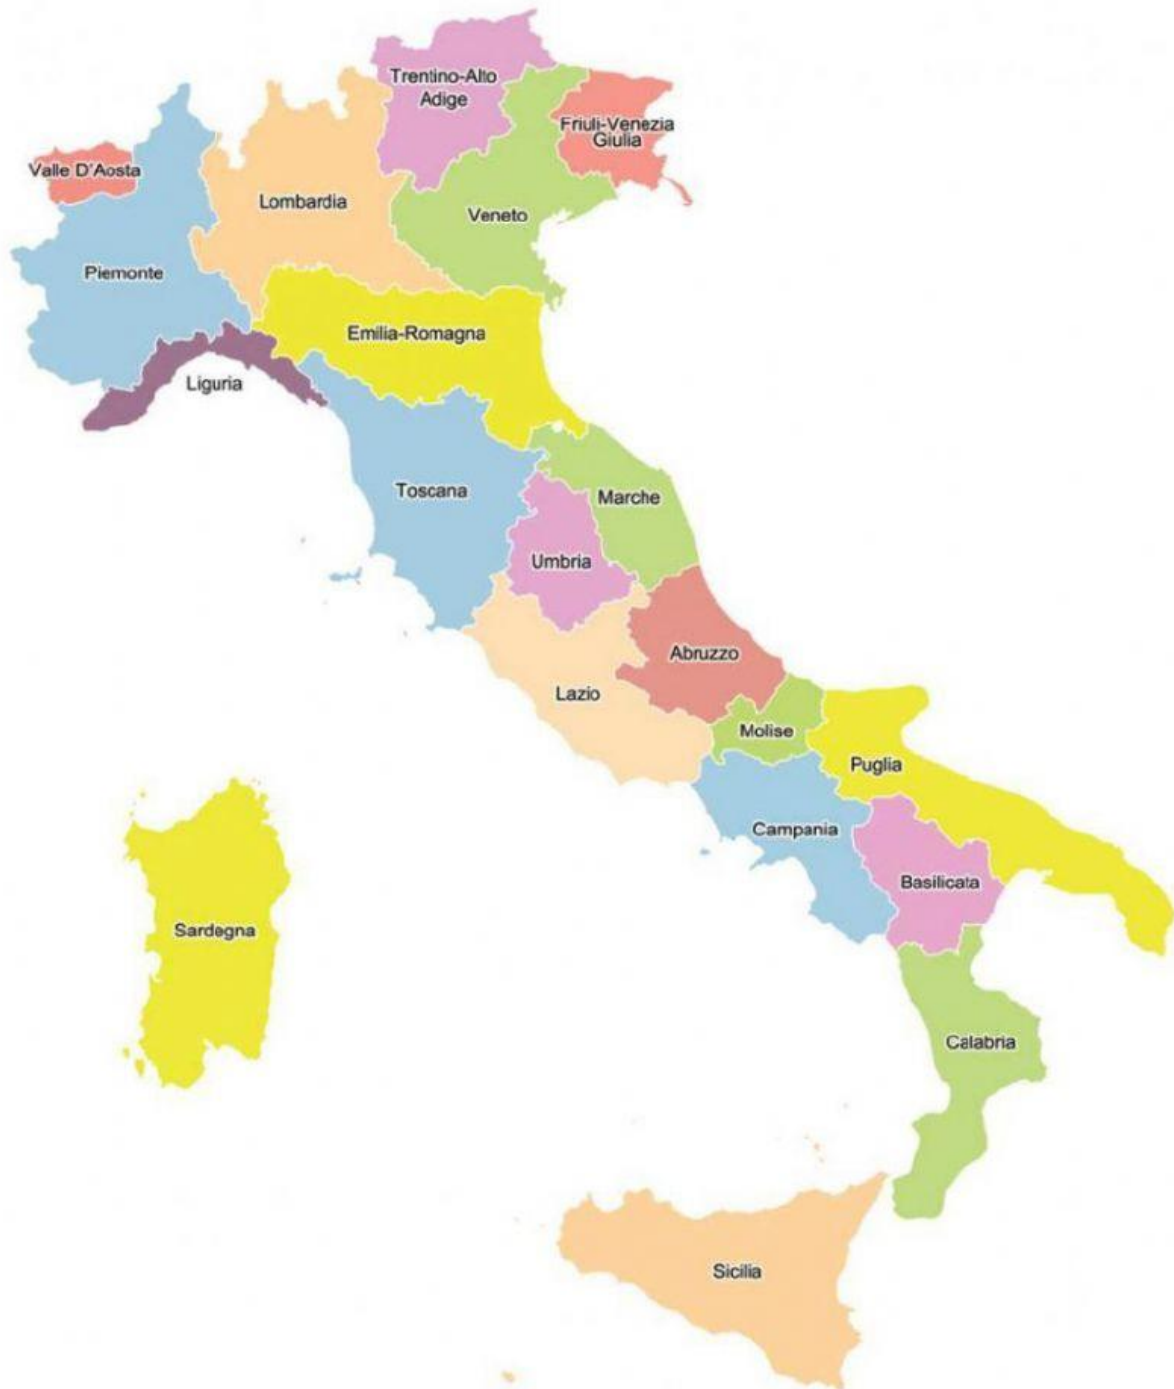 Trentino-Alto
Adige
Friuli-Venezia
Giulia
Valle D'Aosta
Lombardia
Veneto
Piemonte
Emilia-Romagna
Liguria
Toscana
Marche
Umbria
Abruzzo
Lazio
Molise
Puglia
Campania
Basilicata
Sardegna
Calabria
Sicilia